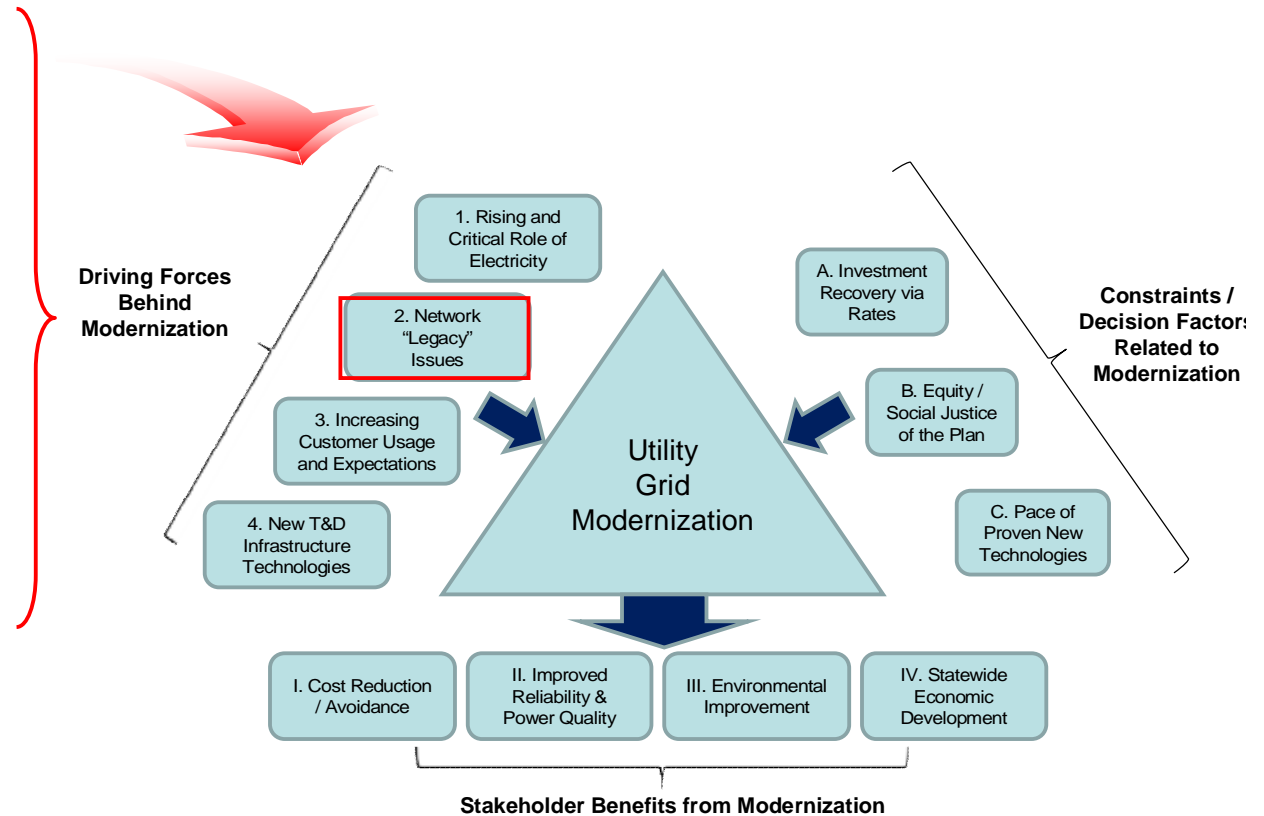 Driving Forces
Behind
Modernization
1. Rising and
Critical Role of
Electricity
2. Network
“Legacy”
Issues
3. Increasing
Customer Usage
and Expectations
4. New T&D
Infrastructure
Technologies
Utility
Grid
Modernization
A. Investment
Recovery via
Rates
B. Equity /
Social Justice
of the Plan
C. Pace of
Proven New
Technologies
Constraints /
Decision Factors
Related to
Modernization
I. Cost Reduction
/ Avoidance
II. Improved
Reliability &
Power Quality
III. Environmental
Improvement
IV. Statewide
Economic
Development
Stakeholder Benefits from Modernization